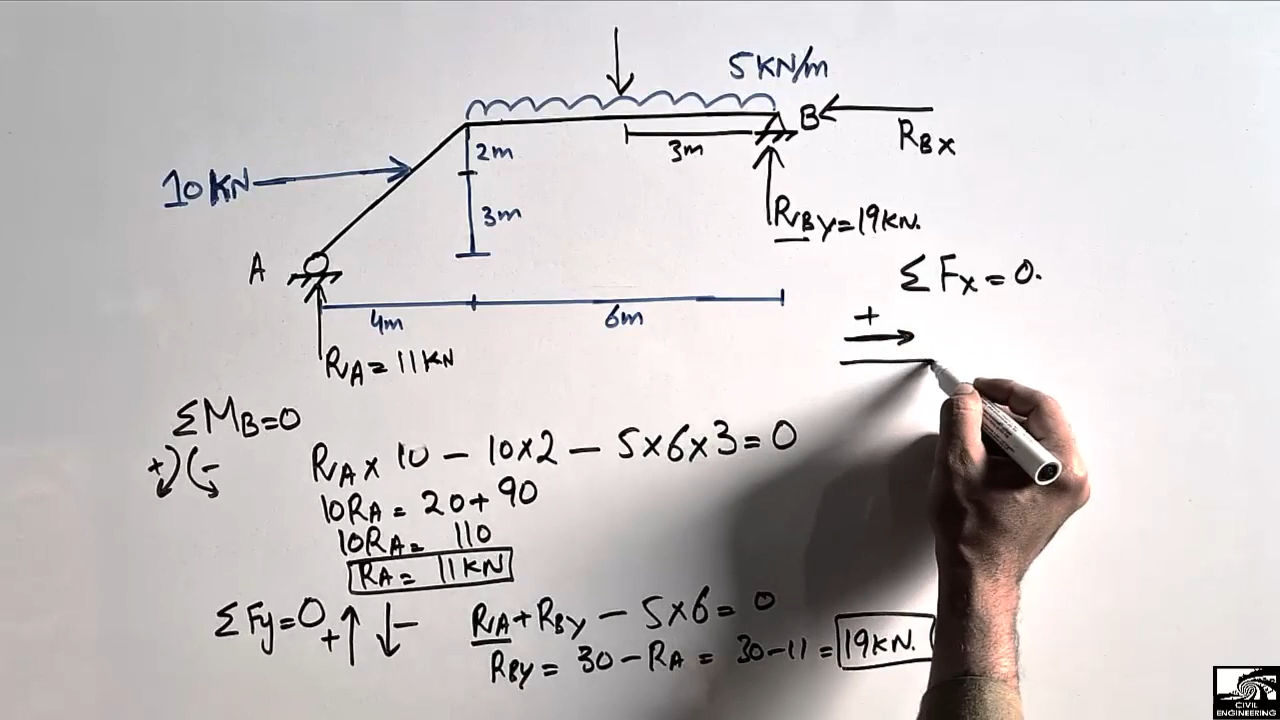 5KN/m
B
RBx
2m
3m
10KN
3m
RBy=19KN.
A
ΣFx=0.
4m
6m
+
RA=11KN
ΣMB=0
+ -
RA x 10 - 10x2 - 5x6x3=0
10RA = 20+90
10RA = 110
RA = 11KN
ΣFy=0 + -
RA+RBy - 5x6=0
RBy = 30-RA = 30-11 = 19KN.
CIVIL
ENGINEERING